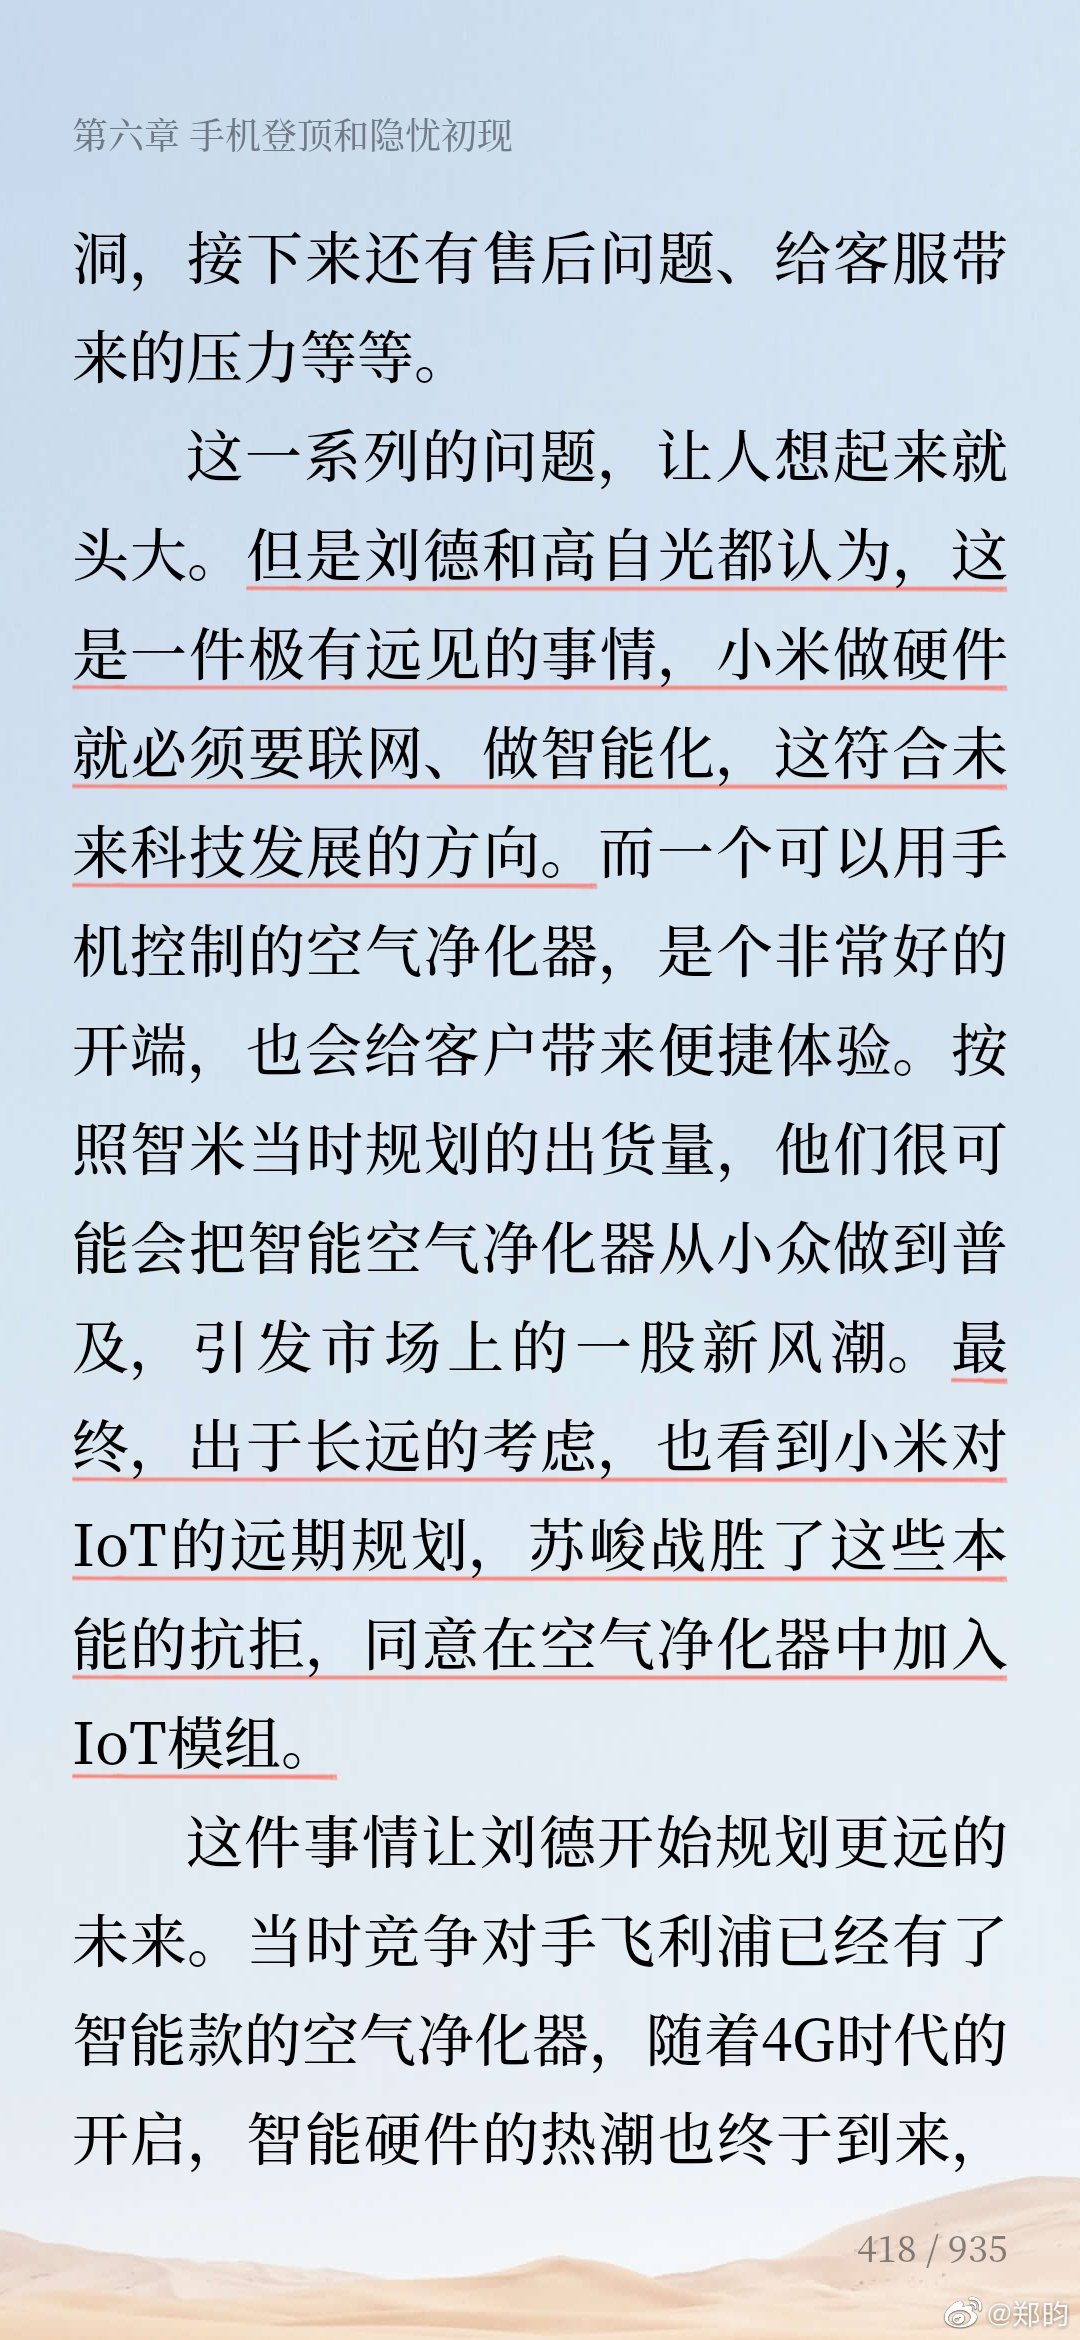 第六章 手机登顶和隐忧初现
洞，接下来还有售后问题、给客服带
来的压力等等。
这一系列的问题，让人想起来就
头大。但是刘德和高自光都认为，这
是一件极有远见的事情，小米做硬件
就必须要联网、做智能化，这符合未
来科技发展的方向。而一个可以用手
机控制的空气净化器，是个非常好的
开端，也会给客户带来便捷体验。按
照智米当时规划的出货量，他们很可
能会把智能空气净化器从小众做到普
及，引发市场上的一股新风潮。最
终，出于长远的考虑，也看到小米对
IoT的远期规划，苏峻战胜了这些本
能的抗拒，同意在空气净化器中加入
IoT模组。
这件事情让刘德开始规划更远的
未来。当时竞争对手飞利浦已经有了
智能款的空气净化器，随着4G时代的
开启，智能硬件的热潮也终于到来，
418 / 935
@郑昀